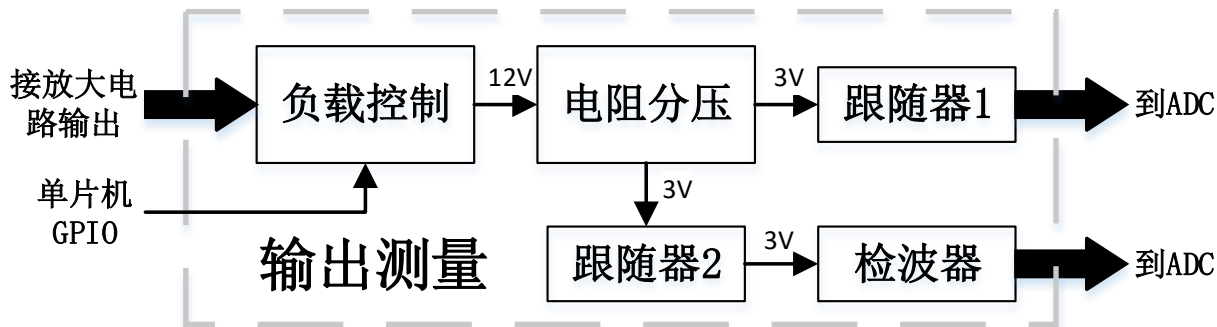 接放大电
路输出
负载控制
12V
电阻分压
3V
跟随器1
到ADC
单片机
GPIO
3V
输出测量
跟随器2
3V
检波器
到ADC